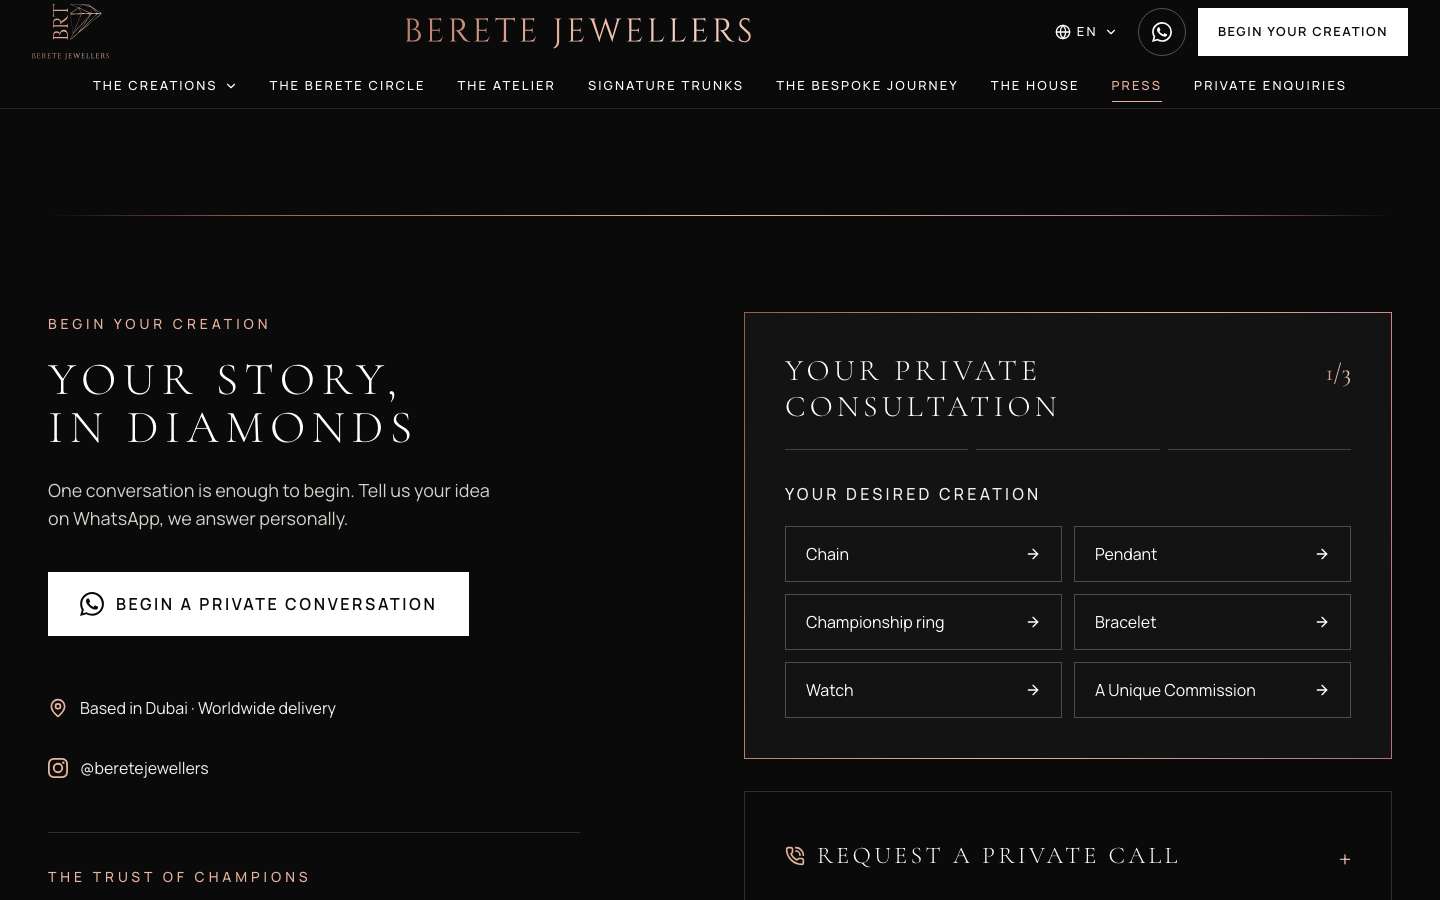 BRT
BERETE JEWELLERS
BERETE JEWELLERS
EN
BEGIN YOUR CREATION
THE CREATIONS
THE BERETE CIRCLE
THE ATELIER
SIGNATURE TRUNKS
THE BESPOKE JOURNEY
THE HOUSE
PRESS
PRIVATE ENQUIRIES
BEGIN YOUR CREATION
YOUR STORY,
IN DIAMONDS
One conversation is enough to begin. Tell us your idea
on WhatsApp, we answer personally.
BEGIN A PRIVATE CONVERSATION
Based in Dubai · Worldwide delivery
@beretejewellers
THE TRUST OF CHAMPIONS
YOUR PRIVATE
CONSULTATION
1/3
YOUR DESIRED CREATION
Chain
Pendant
Championship ring
Bracelet
Watch
A Unique Commission
REQUEST A PRIVATE CALL
+